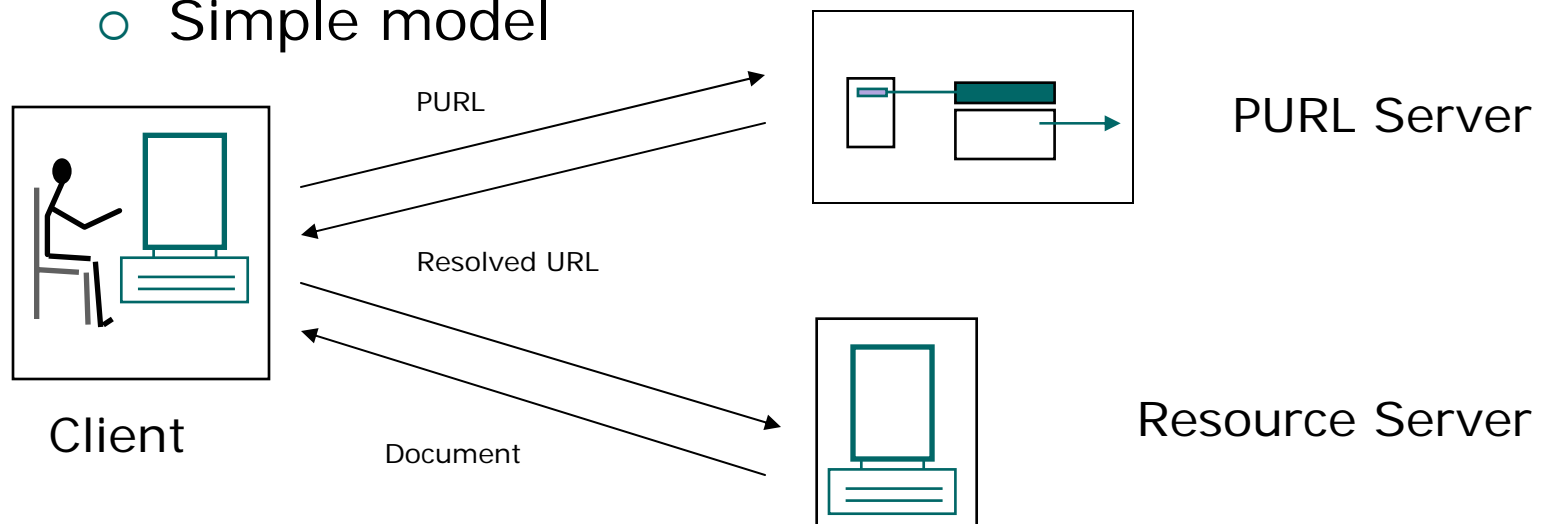 Simple model
PURL
PURL Server
Resolved URL
Client
Document
Resource Server